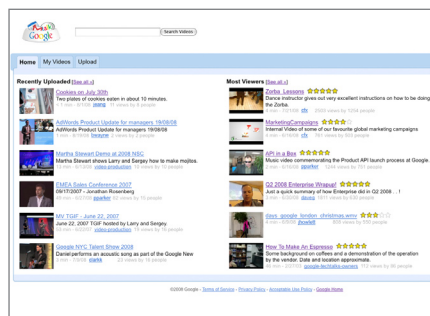 Google
Search Videos
Home My Videos Upload
Recently Uploaded [See all »]
Cookies on July 30th
Two plates of cookies eaten in about 10 minutes.
AdWords Product Update for managers 19/08/08
AdWords Product Update for managers 19/08/08
Martha Stewart Demo at 2008 NSC
Martha Stewart shows Larry and Sergey how to make mojitos.
EMEA Sales Conference 2007
09/17/2007 - Jonathan Rosenberg
MV TGIF - June 22, 2007
June 22, 2007 TGIF hosted by Larry and Sergey.
Google NYC Talent Show 2008
Daniel performs an acoustic song as part of the Google New
Most Viewers [See all »]
Zorba Lessons
Dance instructor gives out very excellent instructions on how to be doing
the Zorba.
MarketingCampaigns
Internal Video of some of our favourite global marketing campaigns
API in a Box
Music video commemorating the Product API launch process at Google.
Q2 2008 Enterprise Wrapup!
Just a quick summary of how Enterprise did in Q2 2008 . . !
days_google_london_christmas.wmv
How To Make An Espresso
Some background on coffees and a demonstration of the operation
by the vendor. Date and location approximate.
©2008 Google - Terms of Service - Privacy Policy - Acceptable Use Policy - Google Home